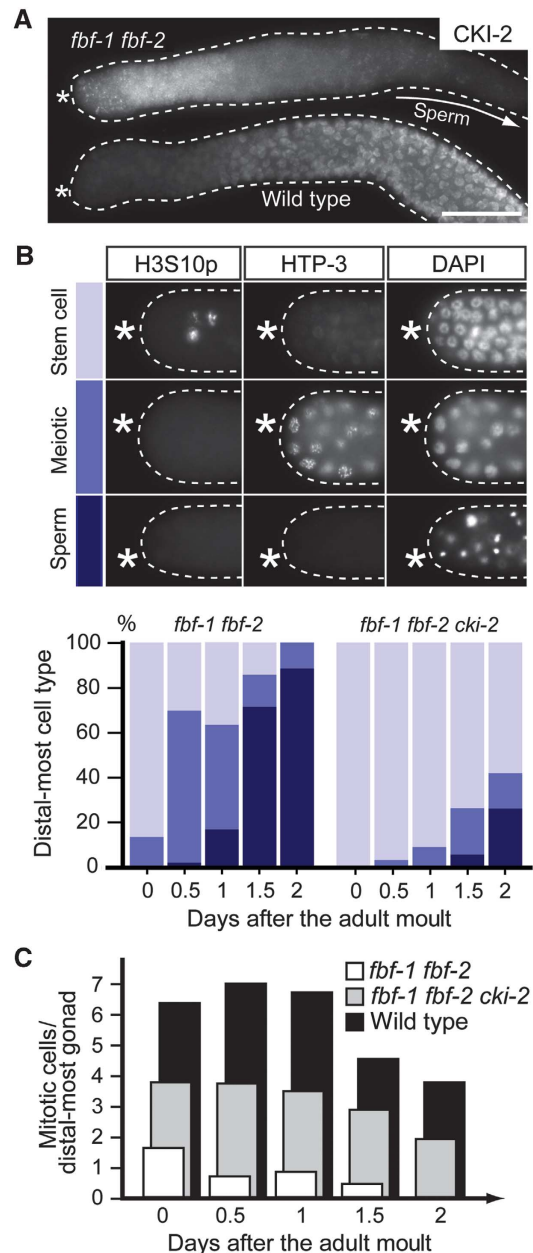 A
fbf-1 fbf-2
CKI-2
*
Sperm
*
Wild type
B
H3S10p
HTP-3
DAPI
Stem cell
*
*
*
Meiotic
*
*
*
Sperm
*
*
*
%
fbf-1 fbf-2
fbf-1 fbf-2 cki-2
Distal-most cell type
100
80
60
40
20
0
0 0.5 1 1.5 2
0 0.5 1 1.5 2
Days after the adult moult
C
fbf-1 fbf-2
fbf-1 fbf-2 cki-2
Wild type
Mitotic cells/
distal-most gonad
7
6
5
4
3
2
1
0
0 0.5 1 1.5 2
Days after the adult moult